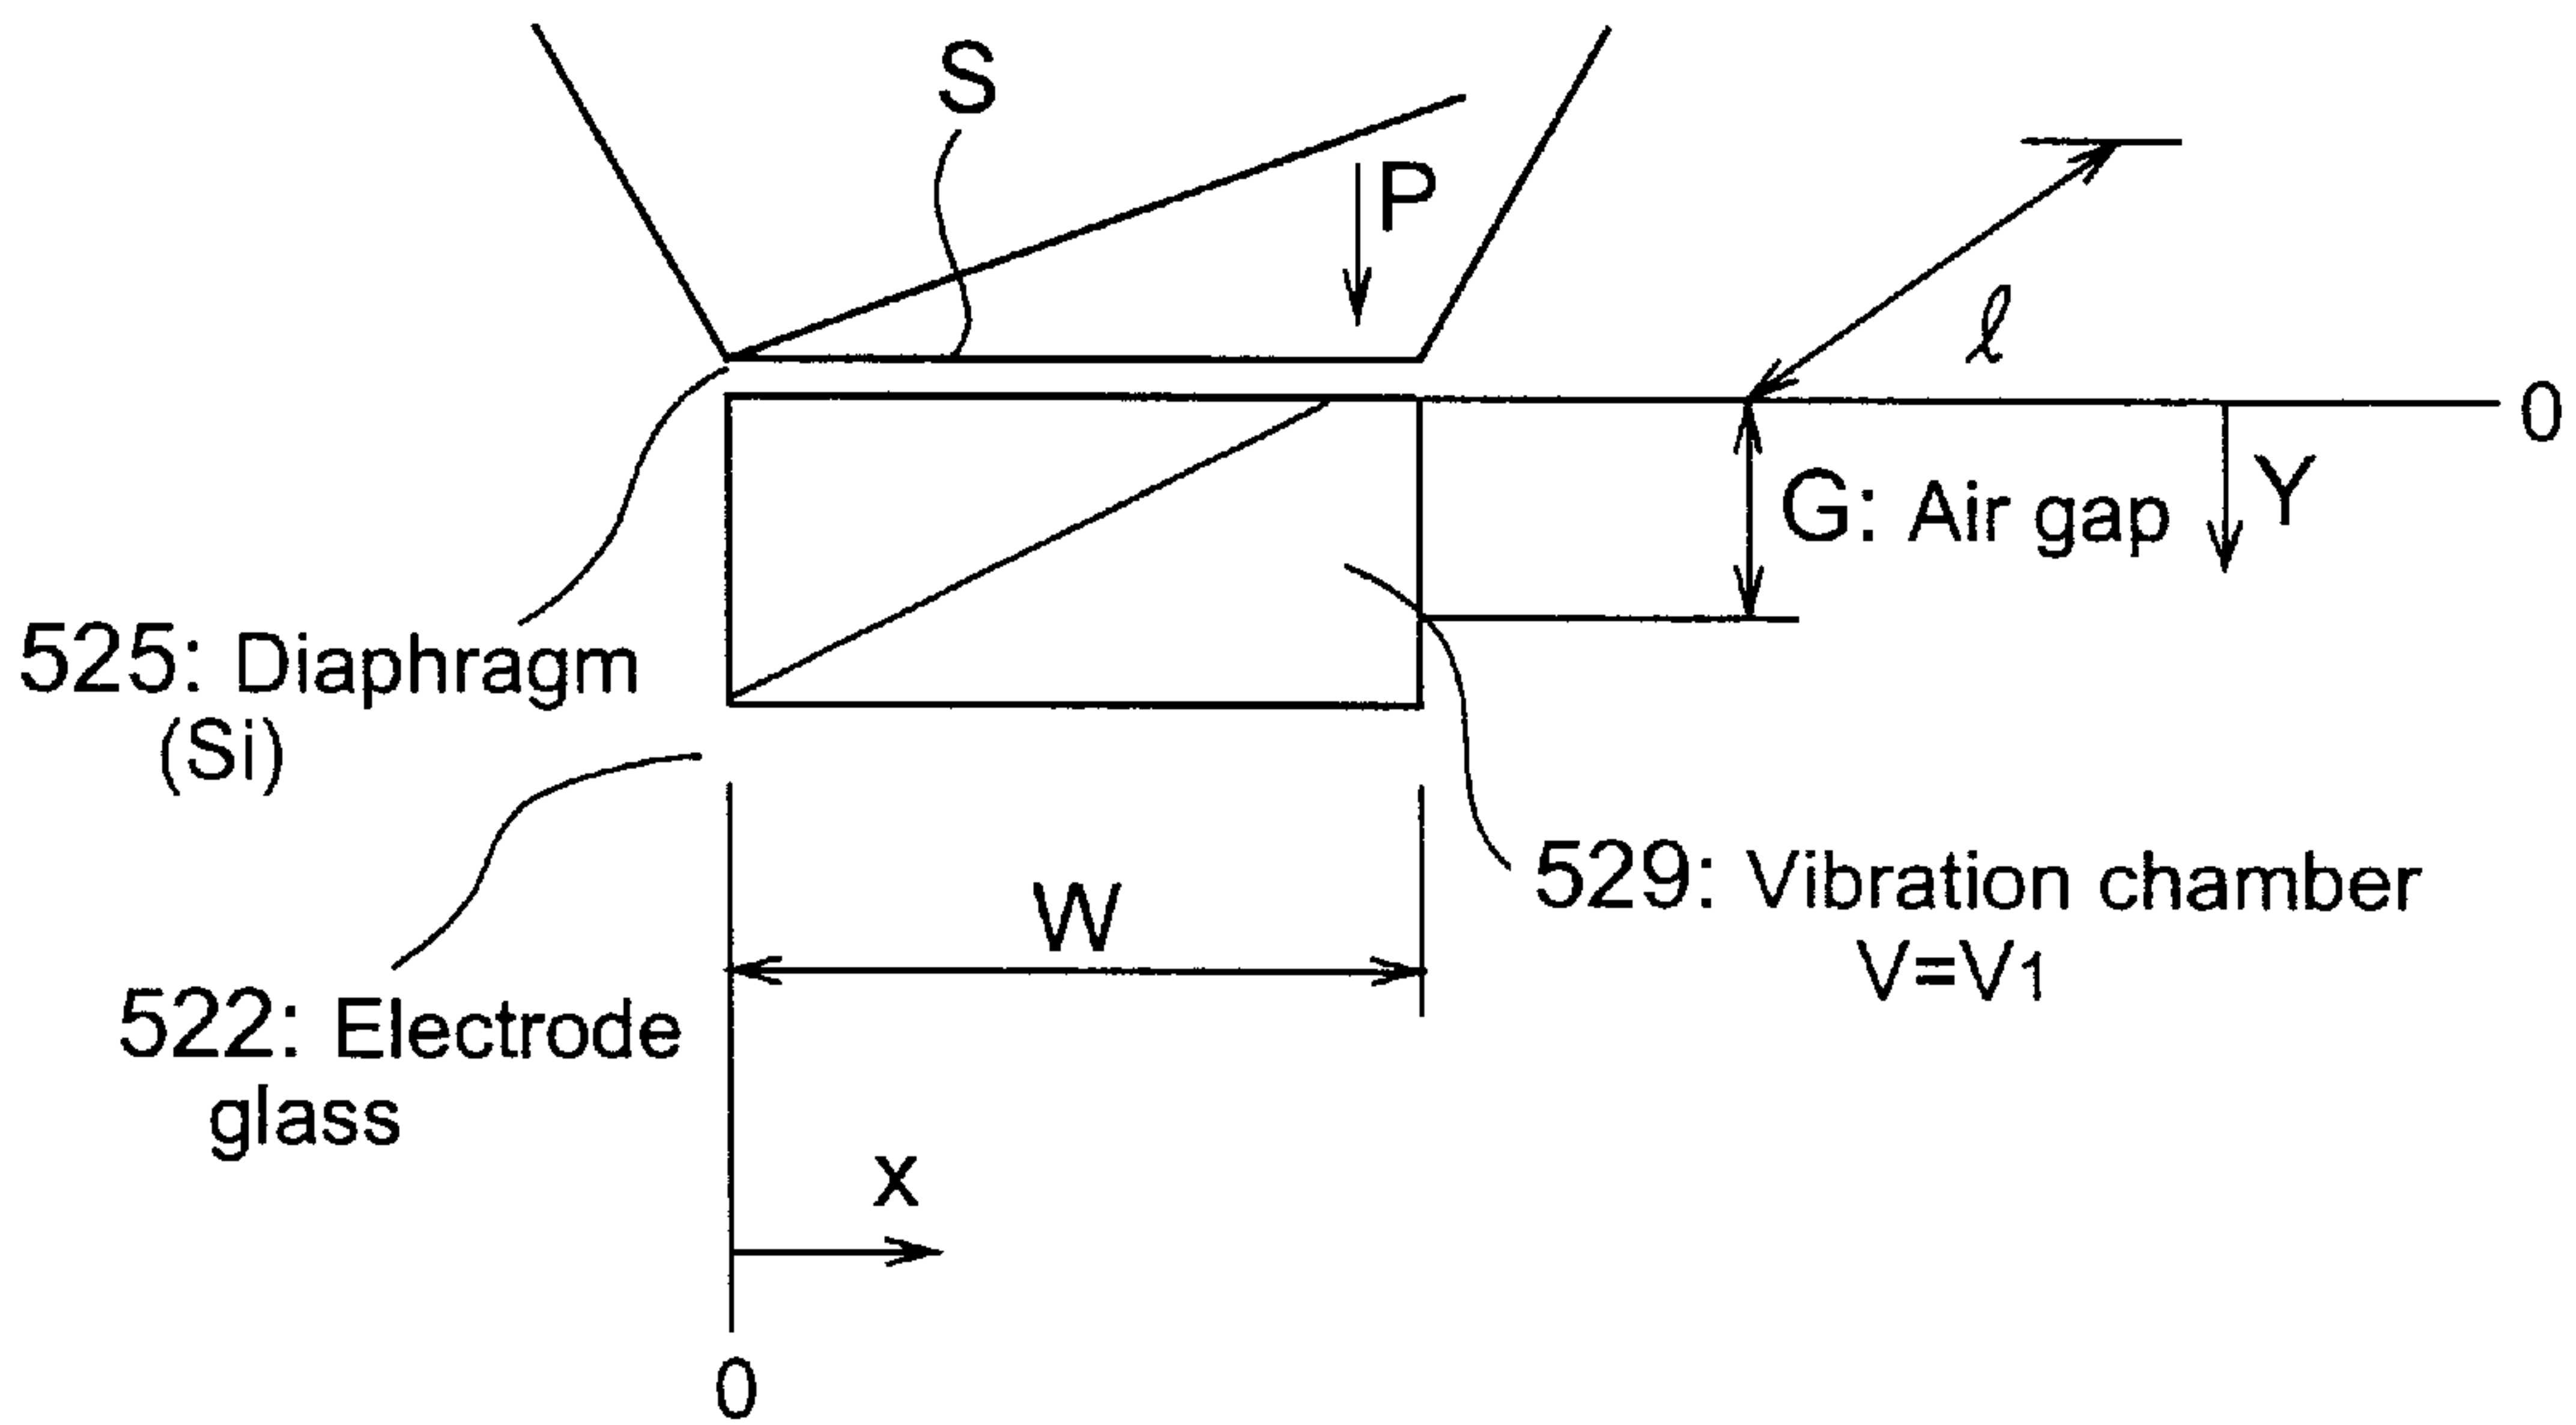 S
P
ℓ
0
G: Air gap
Y
525: Diaphragm
(Si)
529: Vibration chamber
V=V1
W
522: Electrode
glass
x
0